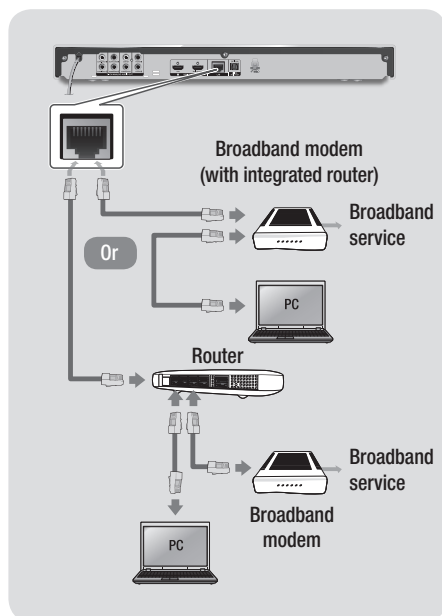 Broadband modem
(with integrated router)
Broadband
service
Or
PC
Router
Broadband
service
Broadband
modem
PC